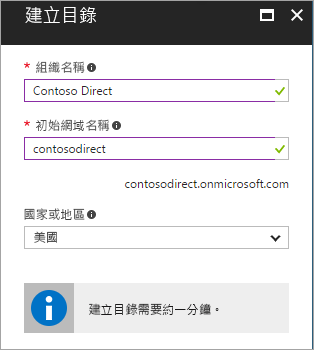 建立目錄
* 組織名稱
Contoso Direct
* 初始網域名稱
contosodirect
contosodirect.onmicrosoft.com
國家或地區
美國
建立目錄需要約一分鐘。